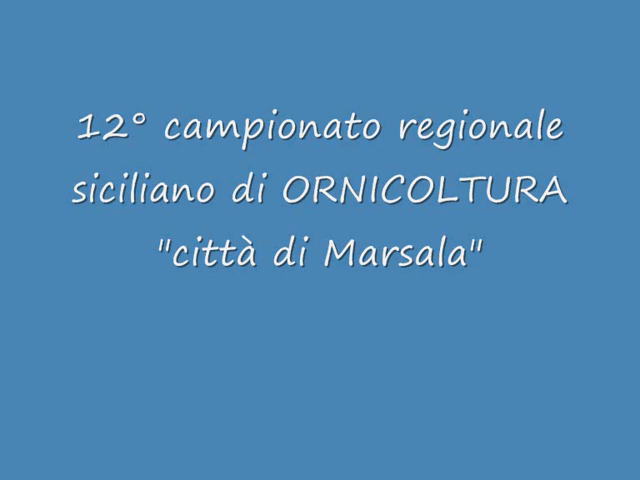 12° campionato regionale
siciliano di ORNICOLTURA
"città di Marsala"